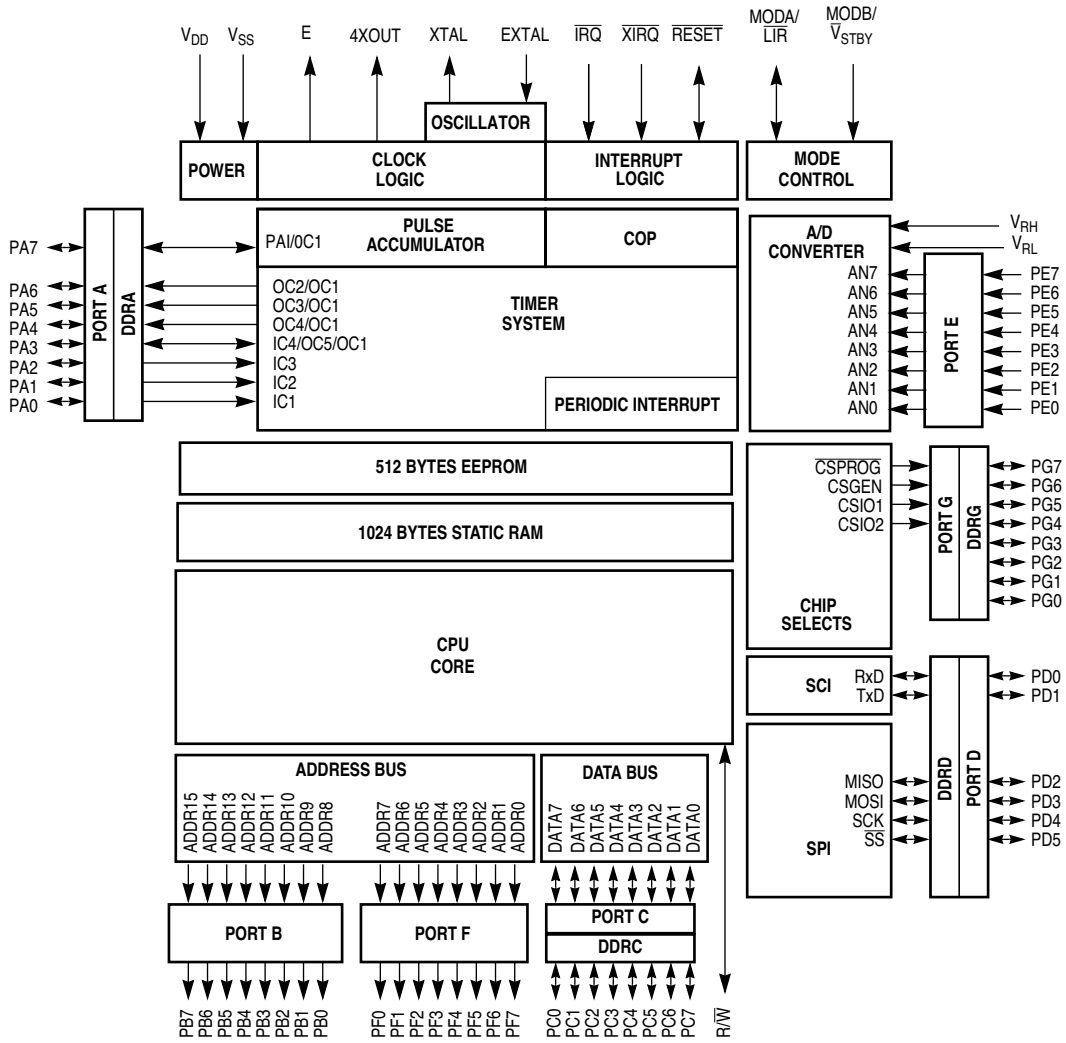 VDD VSS E 4XOUT XTAL EXTAL IRQ XIRQ RESET MODA/ LIR MODB/ VSTBY
OSCILLATOR
POWER
CLOCK
LOGIC
INTERRUPT
LOGIC
MODE
CONTROL
PA7
PA6
PA5
PA4
PA3
PA2
PA1
PA0
PORT A
DDRA
PAI/0C1
PULSE
ACCUMULATOR
COP
OC2/OC1
OC3/OC1
OC4/OC1
IC4/OC5/OC1
IC3
IC2
IC1
TIMER
SYSTEM
PERIODIC INTERRUPT
A/D
CONVERTER
VRH
VRL
AN7
AN6
AN5
AN4
AN3
AN2
AN1
AN0
PORT E
PE7
PE6
PE5
PE4
PE3
PE2
PE1
PE0
512 BYTES EEPROM
1024 BYTES STATIC RAM
CPU
CORE
CSPROG
CSGEN
CSIO1
CSIO2
CHIP
SELECTS
PORT G
DDRG
PG7
PG6
PG5
PG4
PG3
PG2
PG1
PG0
SCI
RxD
TxD
SPI
MISO
MOSI
SCK
SS
DDRD
PORT D
PD0
PD1
PD2
PD3
PD4
PD5
ADDRESS BUS
ADDR15
ADDR14
ADDR13
ADDR12
ADDR11
ADDR10
ADDR9
ADDR8
ADDR7
ADDR6
ADDR5
ADDR4
ADDR3
ADDR2
ADDR1
ADDR0
DATA BUS
DATA7
DATA6
DATA5
DATA4
DATA3
DATA2
DATA1
DATA0
PORT B
PORT F
PORT C
DDRC
PB7
PB6
PB5
PB4
PB3
PB2
PB1
PB0
PF0
PF1
PF2
PF3
PF4
PF5
PF6
PF7
PC0
PC1
PC2
PC3
PC4
PC5
PC6
PC7
R/W